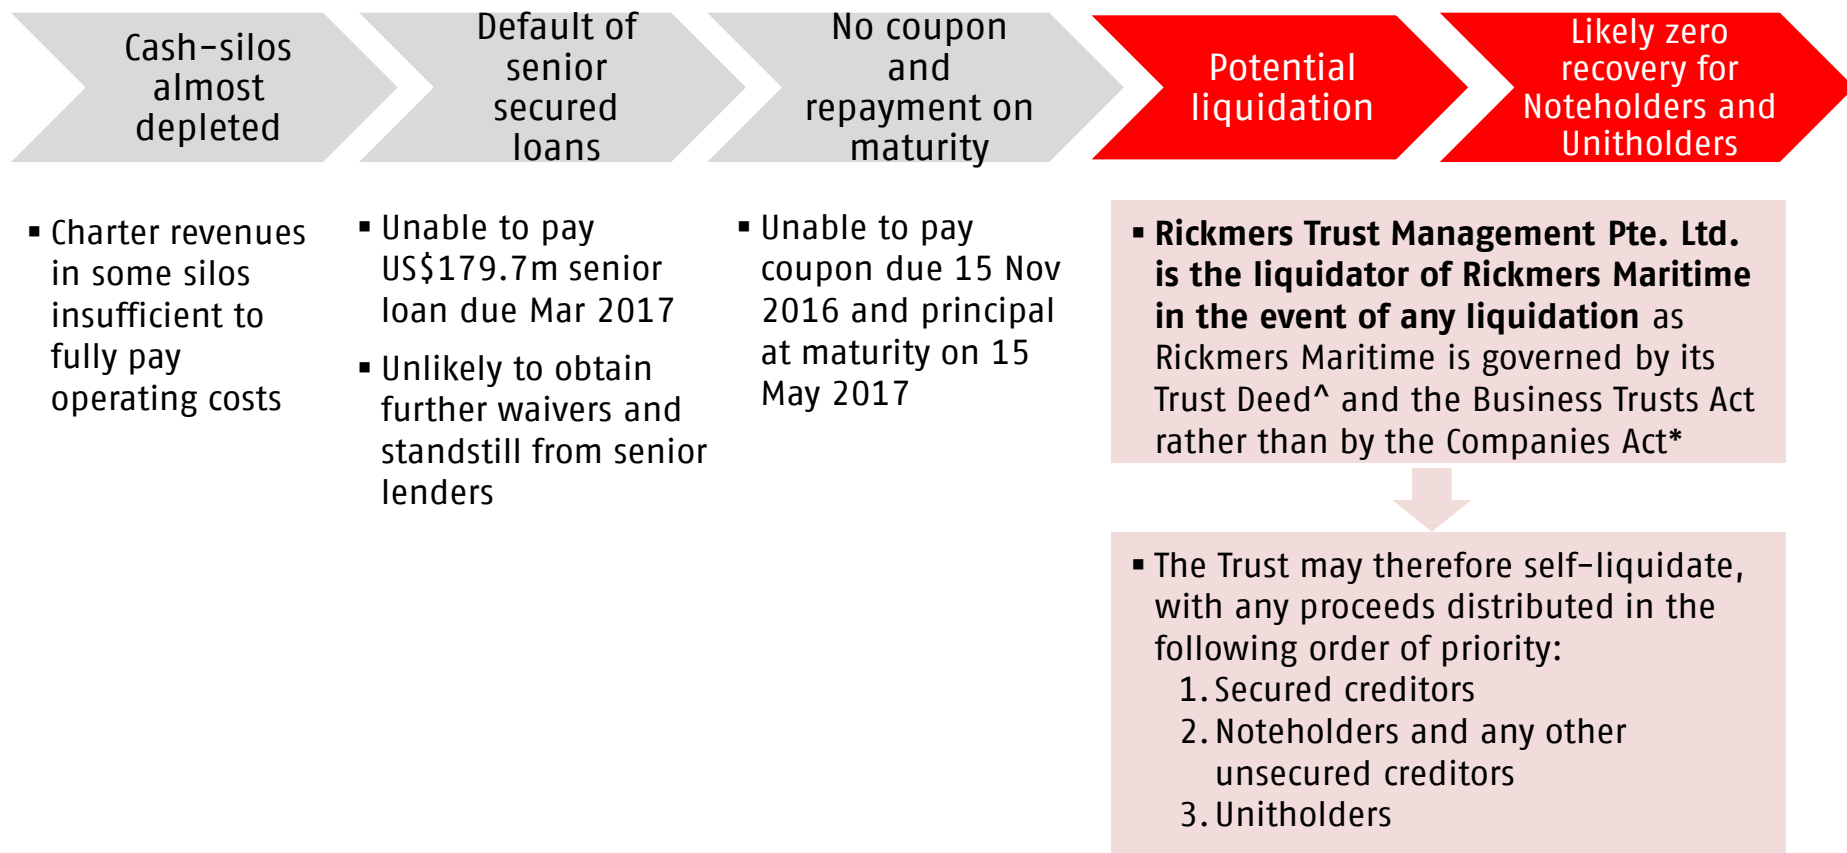 Cash-silos
almost
depleted
Default of
senior
secured
loans
No coupon
and
repayment on
maturity
Potential
liquidation
Likely zero
recovery for
Noteholders and
Unitholders
▪ Charter revenues
in some silos
insufficient to
fully pay
operating costs
▪ Unable to pay
US$179.7m senior
loan due Mar 2017
▪ Unlikely to obtain
further waivers and
standstill from senior
lenders
▪ Unable to pay
coupon due 15 Nov
2016 and principal
at maturity on 15
May 2017
▪ Rickmers Trust Management Pte. Ltd.
is the liquidator of Rickmers Maritime
in the event of any liquidation as
Rickmers Maritime is governed by its
Trust Deed^ and the Business Trusts Act
rather than by the Companies Act*
▪ The Trust may therefore self-liquidate,
with any proceeds distributed in the
following order of priority:
1. Secured creditors
2. Noteholders and any other
unsecured creditors
3. Unitholders